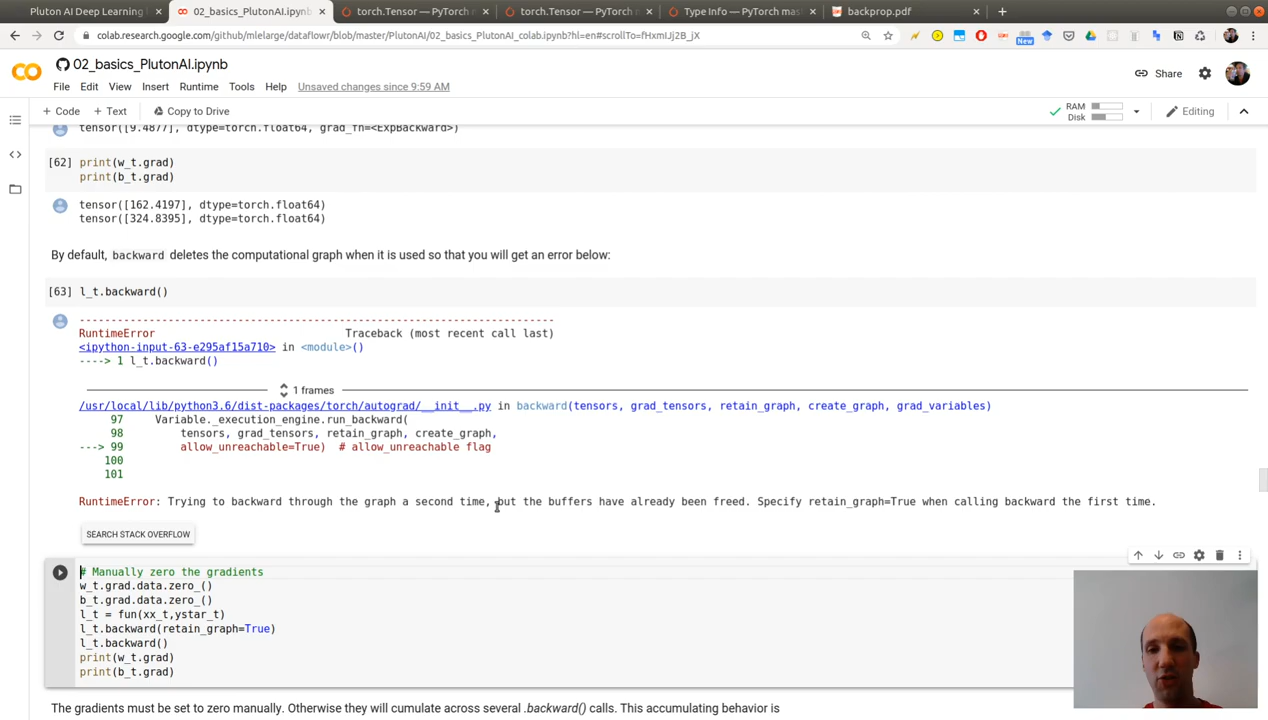 Pluton AI Deep Learning
02_basics_PlutonAI.ipynb
torch.Tensor — PyTorch m
torch.Tensor — PyTorch m
Type Info — PyTorch mast
backprop.pdf
colab.research.google.com/github/mlelarge/dataflowr/blob/master/PlutonAI/02_basics_PlutonAI_colab.ipynb?hl=en#scrollTo=fHxmIJj2B_jX
New
02_basics_PlutonAI.ipynb
Share
File Edit View Insert Runtime Tools Help Unsaved changes since 9:59 AM
+ Code + Text Copy to Drive
RAM
Disk
Editing
tensor([9.4877], dtype=torch.float64, grad_fn=<ExpBackward>)
[62] print(w_t.grad)
print(b_t.grad)
tensor([162.4197], dtype=torch.float64)
tensor([324.8395], dtype=torch.float64)
By default, backward deletes the computational graph when it is used so that you will get an error below:
[63] l_t.backward()
---------------------------------------------------------------------------
RuntimeError Traceback (most recent call last)
<ipython-input-63-e295af15a710> in <module>()
----> 1 l_t.backward()
1 frames
/usr/local/lib/python3.6/dist-packages/torch/autograd/__init__.py in backward(tensors, grad_tensors, retain_graph, create_graph, grad_variables)
97 Variable._execution_engine.run_backward(
98 tensors, grad_tensors, retain_graph, create_graph,
---> 99 allow_unreachable=True) # allow_unreachable flag
100
101
RuntimeError: Trying to backward through the graph a second time, but the buffers have already been freed. Specify retain_graph=True when calling backward the first time.
SEARCH STACK OVERFLOW
# Manually zero the gradients
w_t.grad.data.zero_()
b_t.grad.data.zero_()
l_t = fun(xx_t,ystar_t)
l_t.backward(retain_graph=True)
l_t.backward()
print(w_t.grad)
print(b_t.grad)
The gradients must be set to zero manually. Otherwise they will cumulate across several .backward() calls. This accumulating behavior is